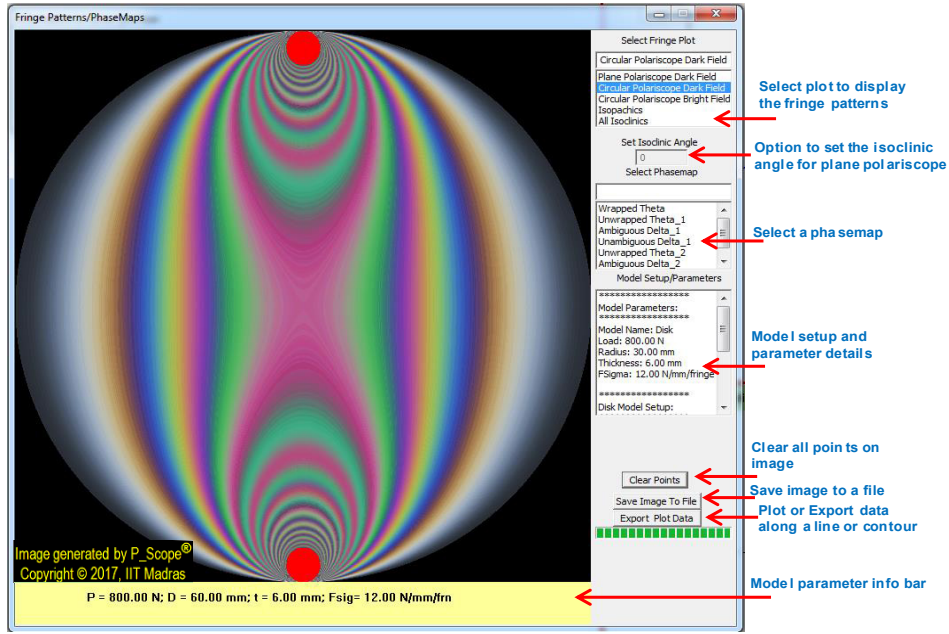 Fringe Patterns/PhaseMaps
Select Fringe Plot
Circular Polariscope Dark Field
Plane Polariscope Dark Field
Circular Polariscope Dark Field
Circular Polariscope Bright Field
Isopachics
All Isoclinics
Set Isoclinic Angle
0
Select Phasemap
Wrapped Theta
Unwrapped Theta_1
Ambiguous Delta_1
Unambiguous Delta_1
Unwrapped Theta_2
Ambiguous Delta_2
Model Setup/Parameters
*****************
Model Parameters:
*****************
Model Name: Disk
Load: 800.00 N
Radius: 30.00 mm
Thickness: 6.00 mm
FSigma: 12.00 N/mm/fringe
*****************
Disk Model Setup:
Clear Points
Save Image To File
Export Plot Data
Image generated by P_Scope®
Copyright © 2017, IIT Madras
P = 800.00 N; D = 60.00 mm; t = 6.00 mm; Fsig= 12.00 N/mm/frn
Select plot to display
the fringe patterns
Option to set the isoclinic
angle for plane polariscope
Select a phasemap
Model setup and
parameter details
Clear all points on
image
Save image to a file
Plot or Export data
along a line or contour
Model parameter info bar